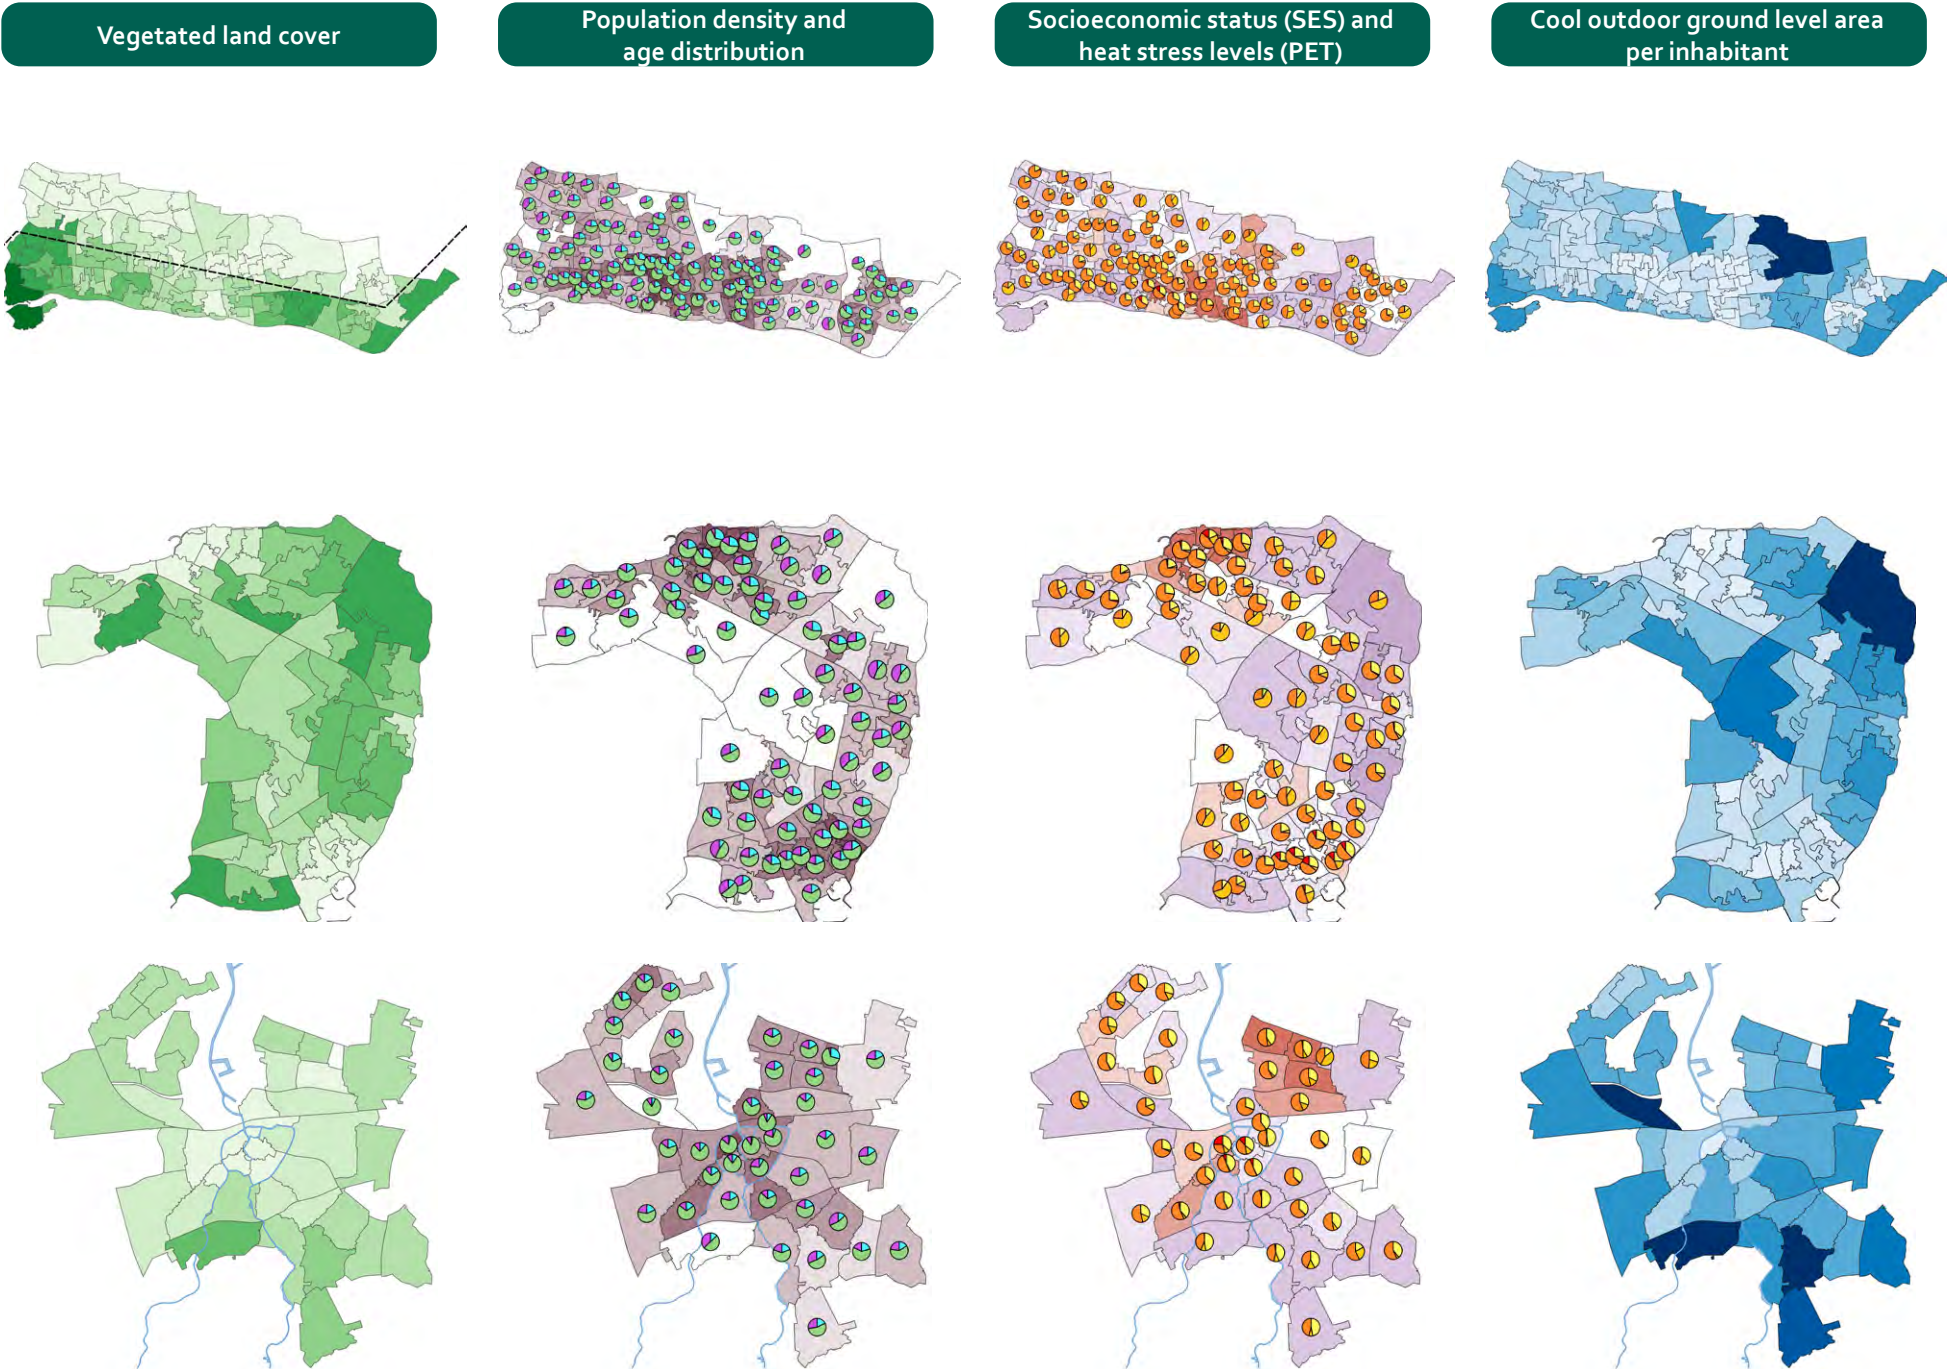 Vegetated land cover
Population density and
age distribution
Socioeconomic status (SES) and
heat stress levels (PET)
Cool outdoor ground level area
per inhabitant